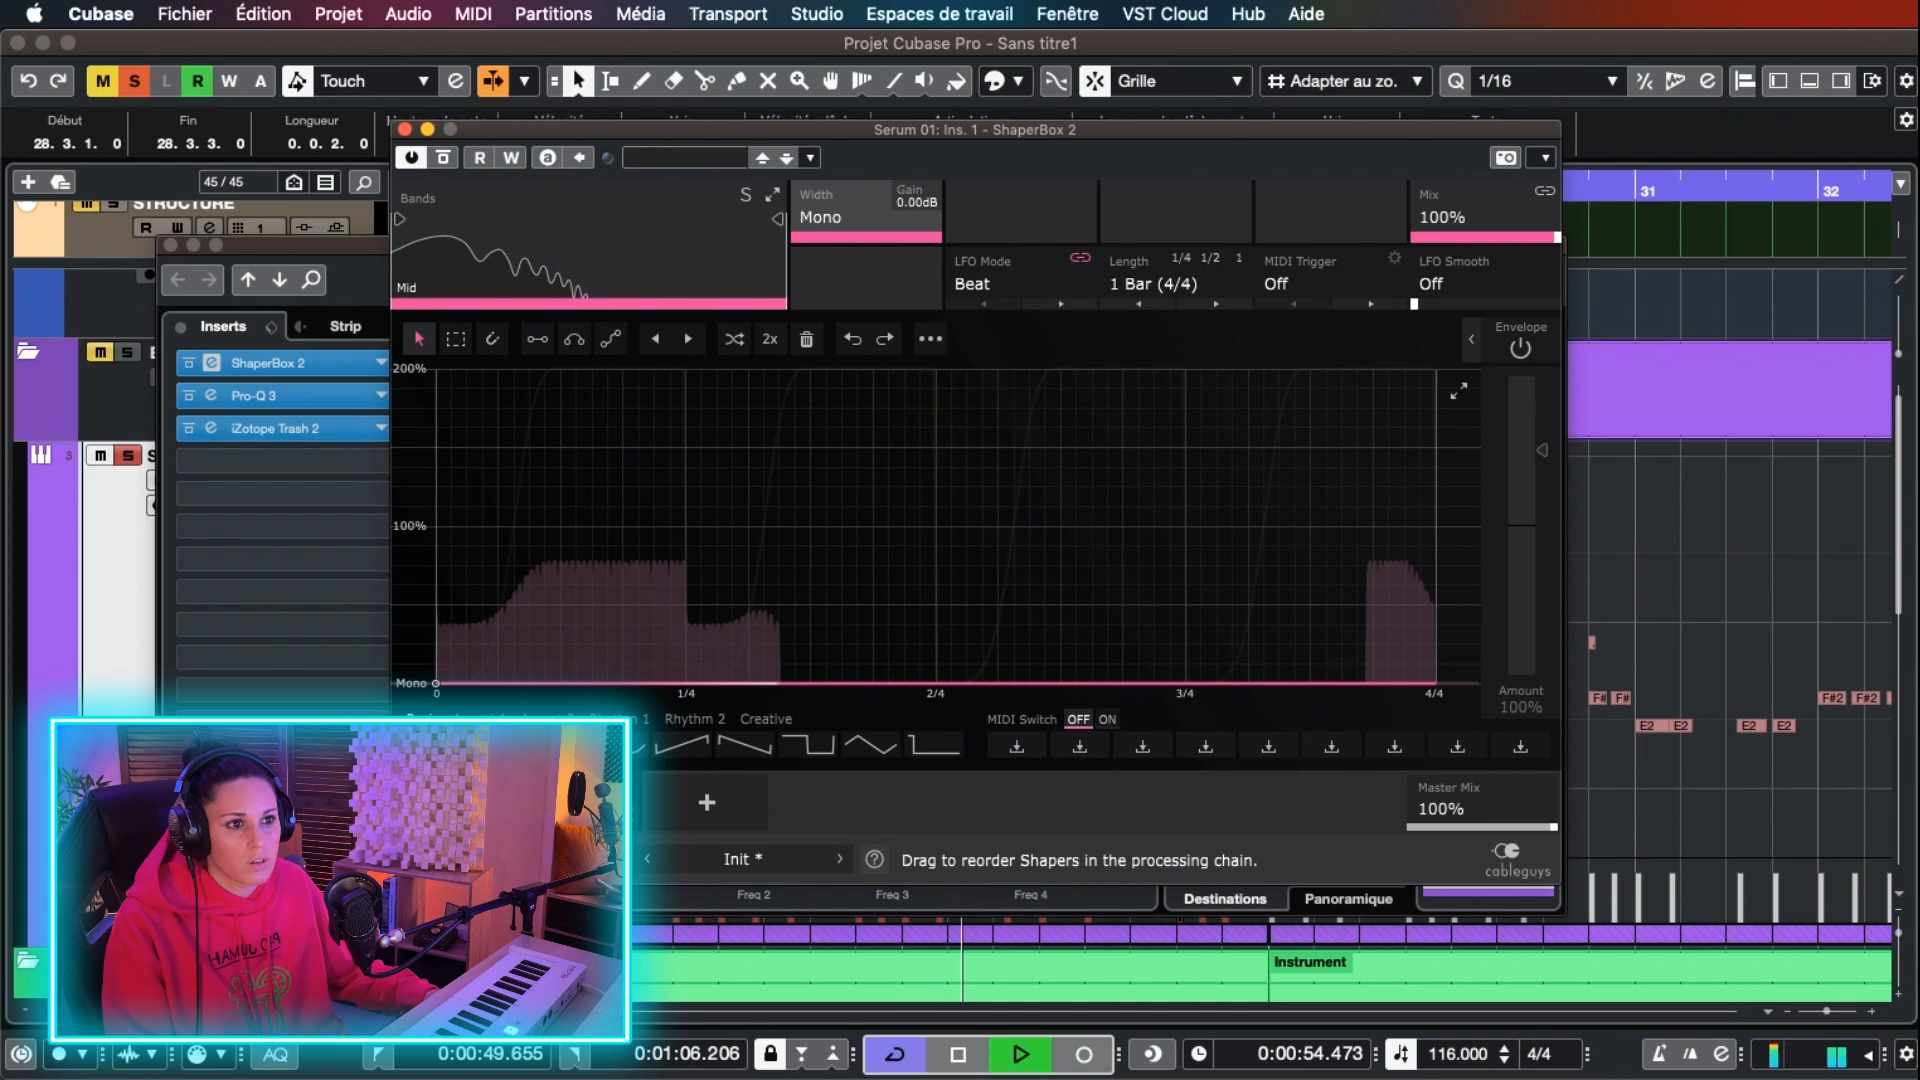 Cubase Fichier Édition Projet Audio MIDI Partitions Média Transport Studio Espaces de travail Fenêtre VST Cloud Hub Aide
Projet Cubase Pro - Sans titre1
M S L R W A Touch Grille Adapter au zo. Q 1/16
Début Fin Longueur
28. 3. 1. 0 28. 3. 3. 0 0. 0. 2. 0
Serum 01: Ins. 1 - ShaperBox 2
R W
45 / 45
STRUCTURE
R W 1
Bands S
Mid
Width Mono
Gain 0.00dB
Mix
100%
31 32
LFO Mode
Beat
Length 1/4 1/2 1
1 Bar (4/4)
MIDI Trigger
Off
LFO Smooth
Off
Inserts Strip
ShaperBox 2
Pro-Q 3
iZotope Trash 2
2x
Envelope
200%
100%
Mono
0 1/4 2/4 3/4 4/4
Amount
100%
m S
3 m S S
Rhythm 2 Creative
MIDI Switch OFF ON
+
Master Mix
100%
Init *
Drag to reorder Shapers in the processing chain.
cableguys
Freq 2 Freq 3 Freq 4
Destinations Panoramique
F# F# F#2 F#2
E2 E2 E2 E2
Instrument
AQ 0:00:49.655 0:01:06.206 0:00:54.473 116.000 4/4